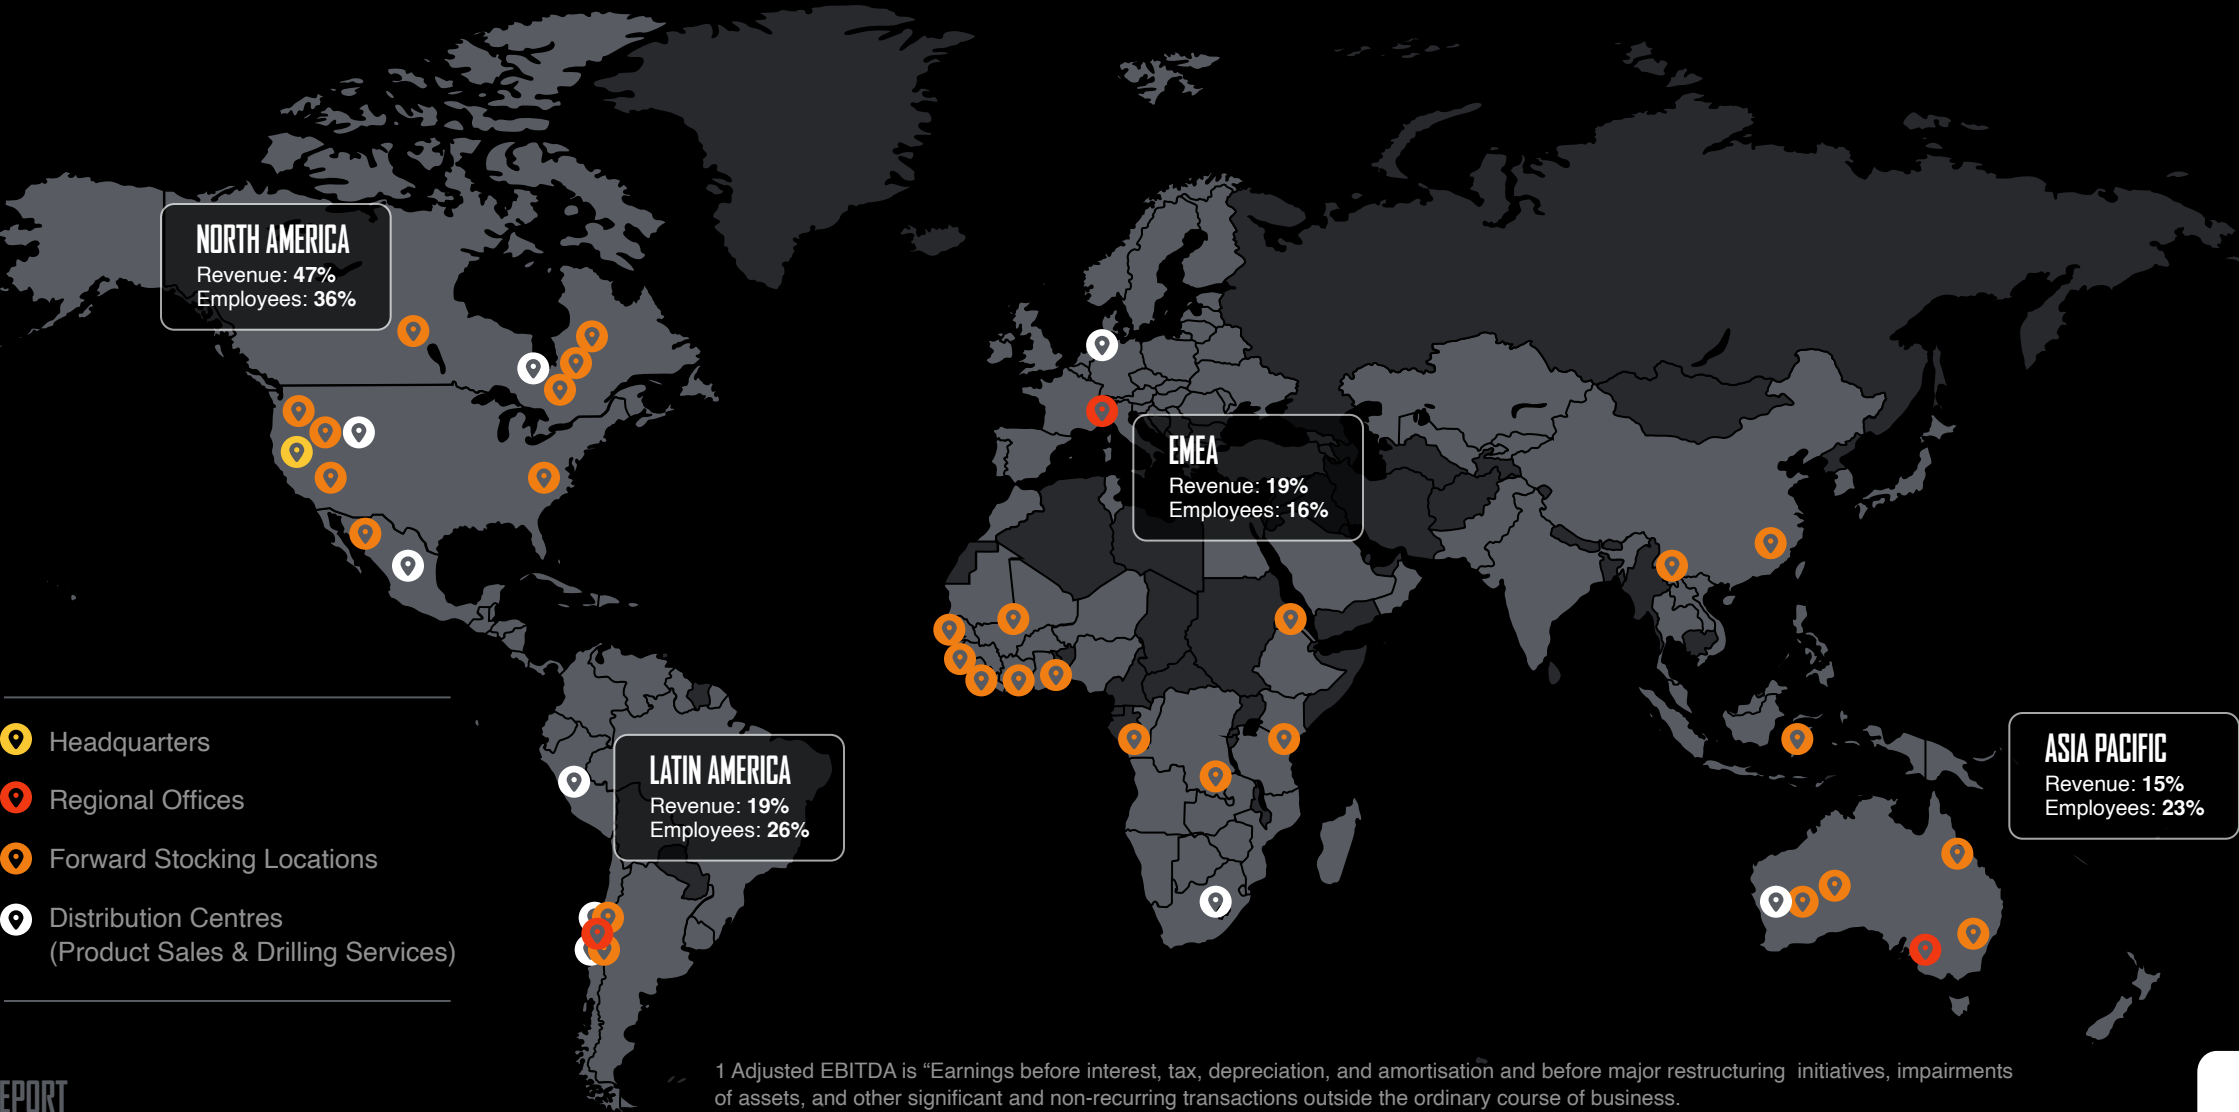 NORTH AMERICA
Revenue: 47%
Employees: 36%
EMEA
Revenue: 19%
Employees: 16%
LATIN AMERICA
Revenue: 19%
Employees: 26%
ASIA PACIFIC
Revenue: 15%
Employees: 23%
Headquarters
Regional Offices
Forward Stocking Locations
Distribution Centres
(Product Sales & Drilling Services)
1 Adjusted EBITDA is “Earnings before interest, tax, depreciation, and amortisation and before major restructuring initiatives, impairments
of assets, and other significant and non-recurring transactions outside the ordinary course of business.
EPORT